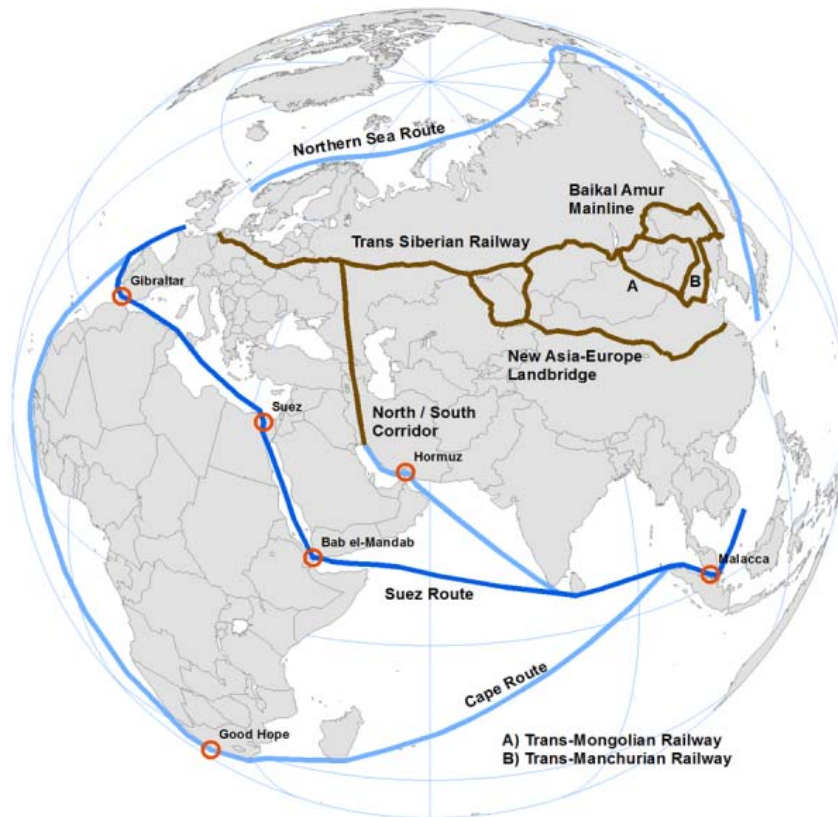 Northern Sea Route
Baikal Amur
Mainline
Trans Siberian Railway
Gibraltar
A
B
New Asia-Europe
Landbridge
Suez
North / South
Corridor
Hormuz
Bab el-Mandab
Malacca
Suez Route
Cape Route
Good Hope
A) Trans-Mongolian Railway
B) Trans-Manchurian Railway